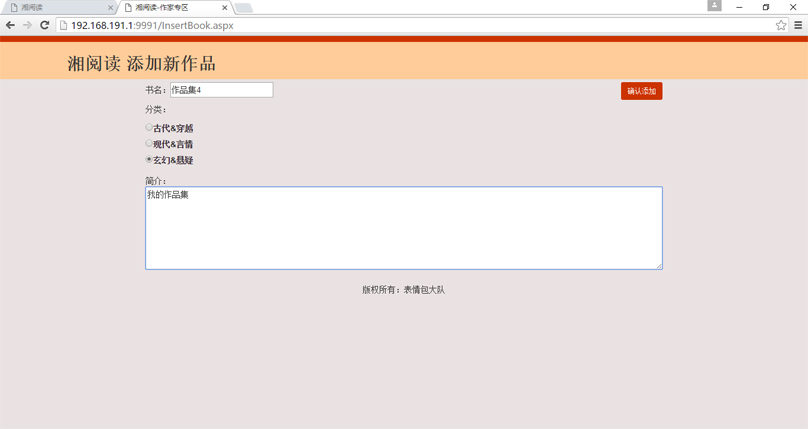 湘阅读
湘阅读-作家专区
192.168.191.1:9991/InsertBook.aspx
湘阅读 添加新作品
书名：作品集4
确认添加
分类：
古代&穿越
现代&言情
玄幻&悬疑
简介：
我的作品集
版权所有：表情包大队